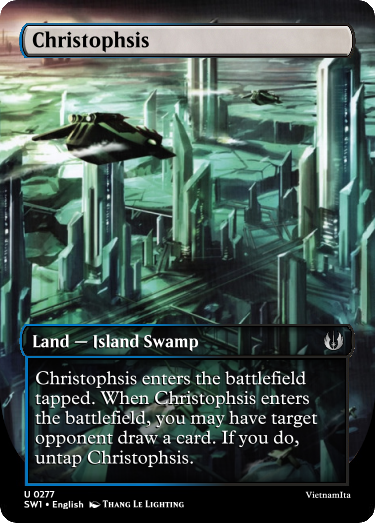 Christophsis
Land — Island Swamp
Christophsis enters the battlefield
tapped. When Christophsis enters
the battlefield, you may have target
opponent draw a card. If you do,
untap Christophsis.
U 0277
SW1 • English Thang Le Lighting
VietnamIta